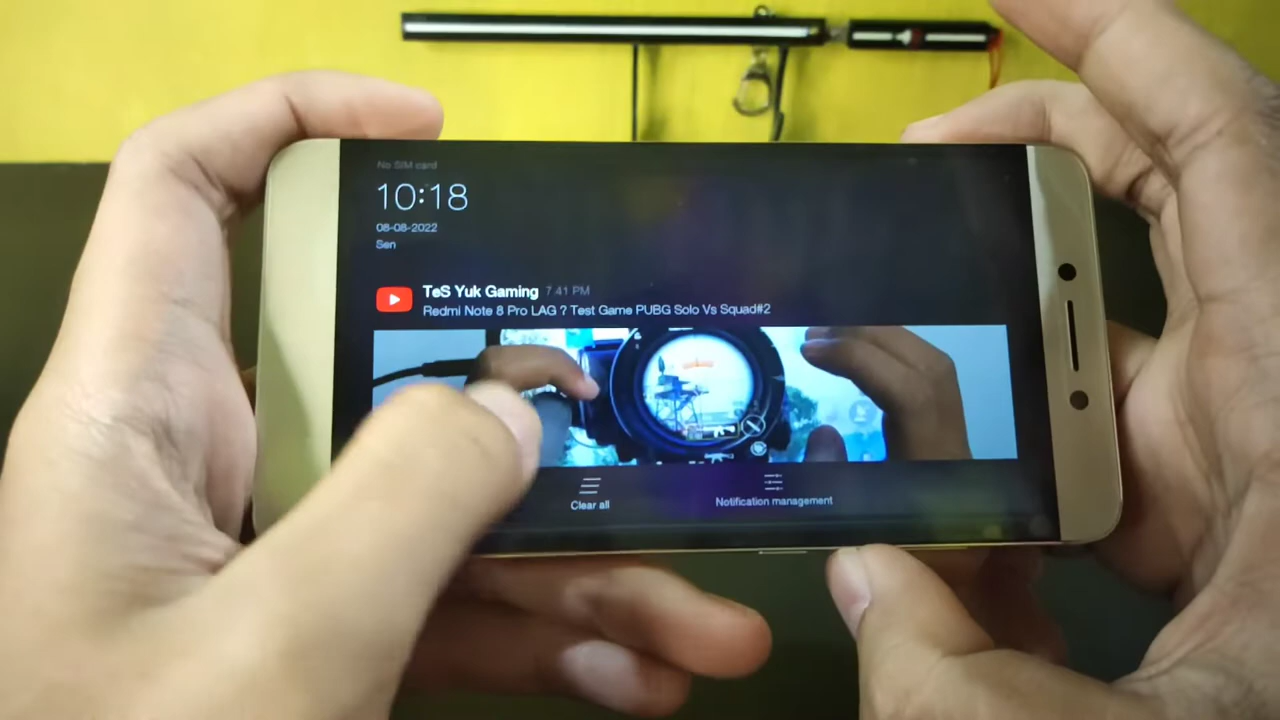 No SIM card
10:18
08-08-2022
Sen
TeS Yuk Gaming 7.41 PM
Redmi Note 8 Pro LAG ? Test Game PUBG Solo Vs Squad#2
Clear all
Notification management